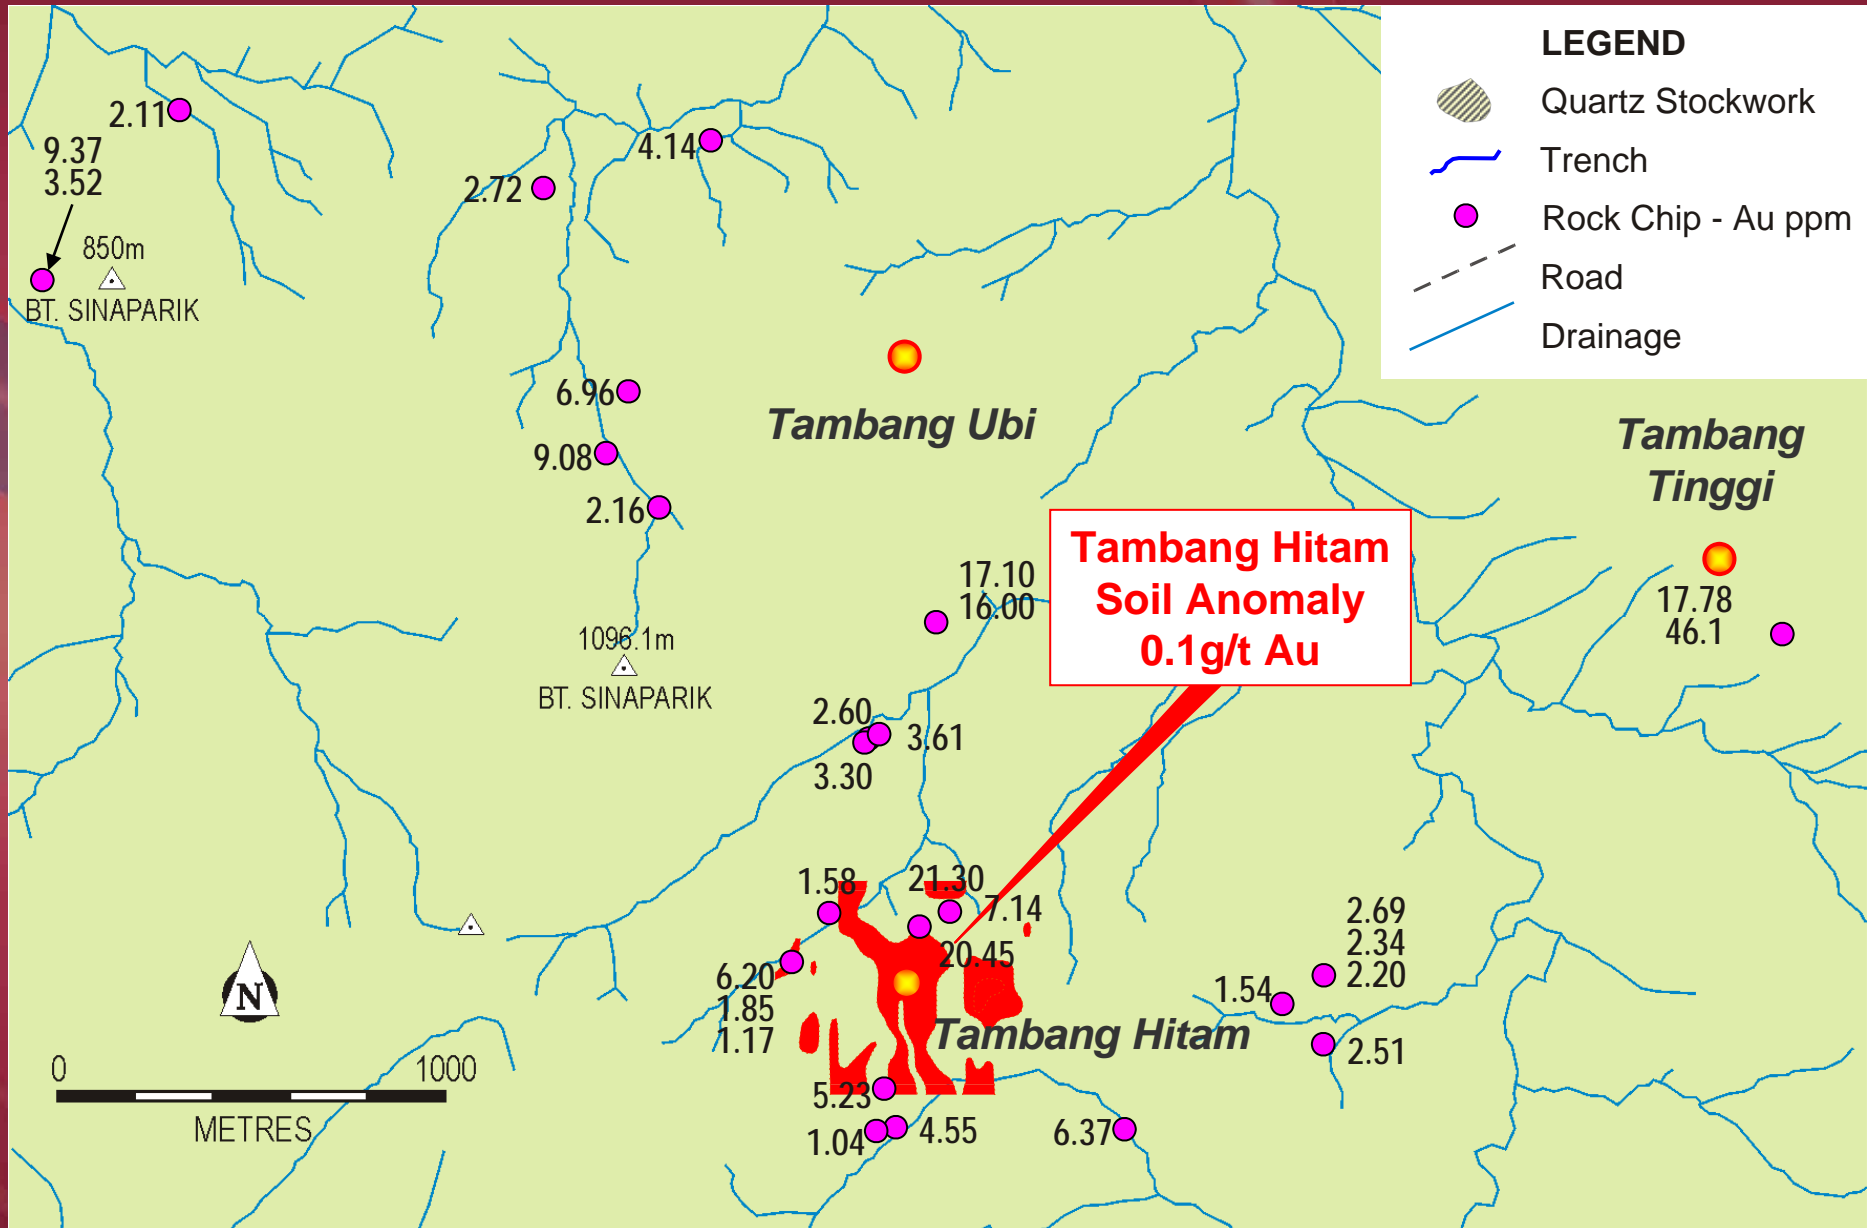 LEGEND
Quartz Stockwork
Trench
Rock Chip - Au ppm
Road
Drainage
2.11
9.37
3.52
850m
BT. SINAPARIK
2.72
4.14
6.96
9.08
2.16
Tambang Ubi
Tambang
Tinggi
17.78
46.1
Tambang Hitam
Soil Anomaly
0.1g/t Au
17.10
16.00
1096.1m
BT. SINAPARIK
2.60
3.61
3.30
1.58
21.30
7.14
20.45
6.20
1.85
1.17
Tambang Hitam
2.69
2.34
2.20
1.54
2.51
5.23
1.04
4.55
6.37
N
0
1000
METRES